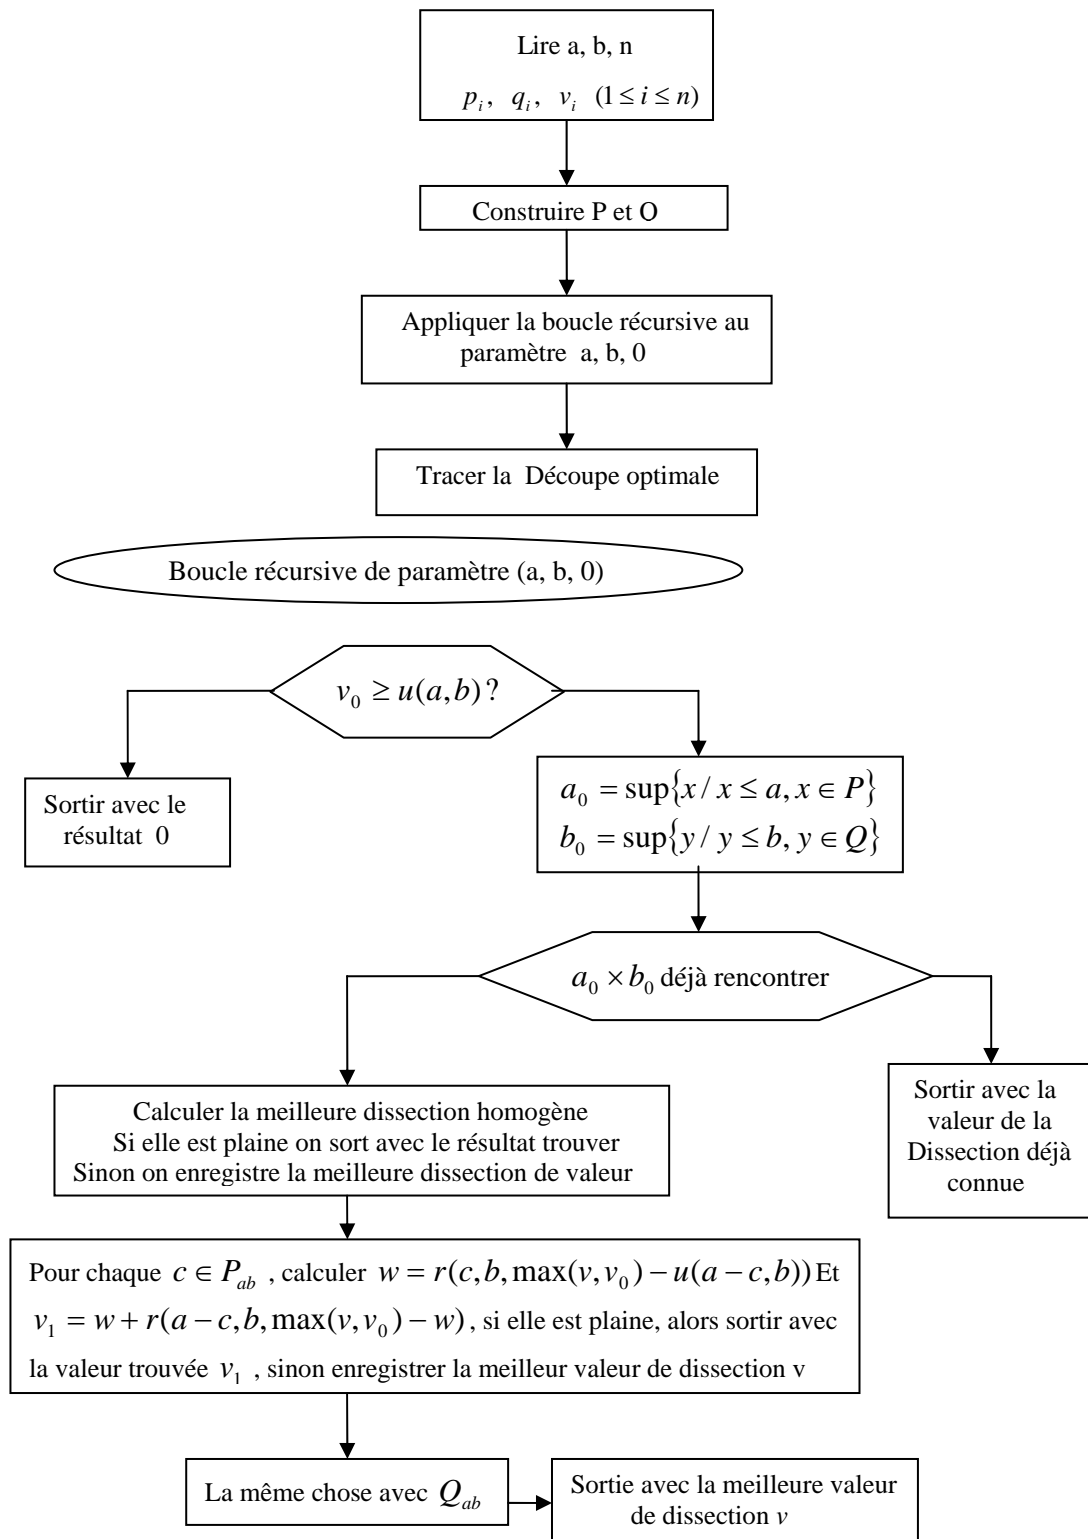 Lire a, b, n
p_i, q_i, v_i (1 ≤ i ≤ n)
Construire P et O
Appliquer la boucle récursive au
paramètre a, b, 0
Tracer la Découpe optimale
Boucle récursive de paramètre (a, b, 0)
v_0 ≥ u(a,b) ?
Sortir avec le
résultat 0
a_0 = sup{x / x ≤ a, x ∈ P}
b_0 = sup{y / y ≤ b, y ∈ Q}
a_0 × b_0 déjà rencontrer
Sortir avec la
valeur de la
Dissection déjà
connue
Calculer la meilleure dissection homogène
Si elle est plaine on sort avec le résultat trouver
Sinon on enregistre la meilleure dissection de valeur
Pour chaque c ∈ P_ab , calculer w = r(c,b, max(v,v_0) − u(a − c,b)) Et
v_1 = w + r(a − c,b, max(v,v_0) − w) , si elle est plaine, alors sortir avec
la valeur trouvée v_1 , sinon enregistrer la meilleur valeur de dissection v
La même chose avec Q_ab
Sortie avec la meilleure valeur
de dissection v